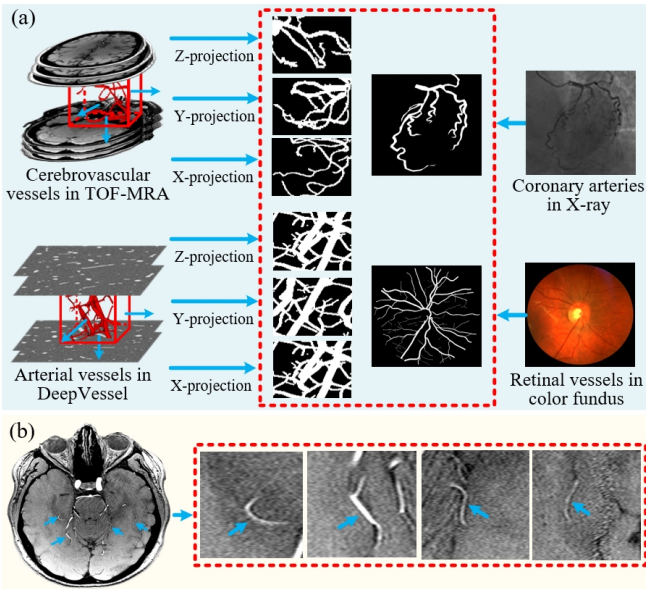 (a)
Z-projection
Y-projection
X-projection
Cerebrovascular
vessels in TOF-MRA
Coronary arteries
in X-ray
Z-projection
Y-projection
X-projection
Arterial vessels in
DeepVessel
Retinal vessels in
color fundus
(b)